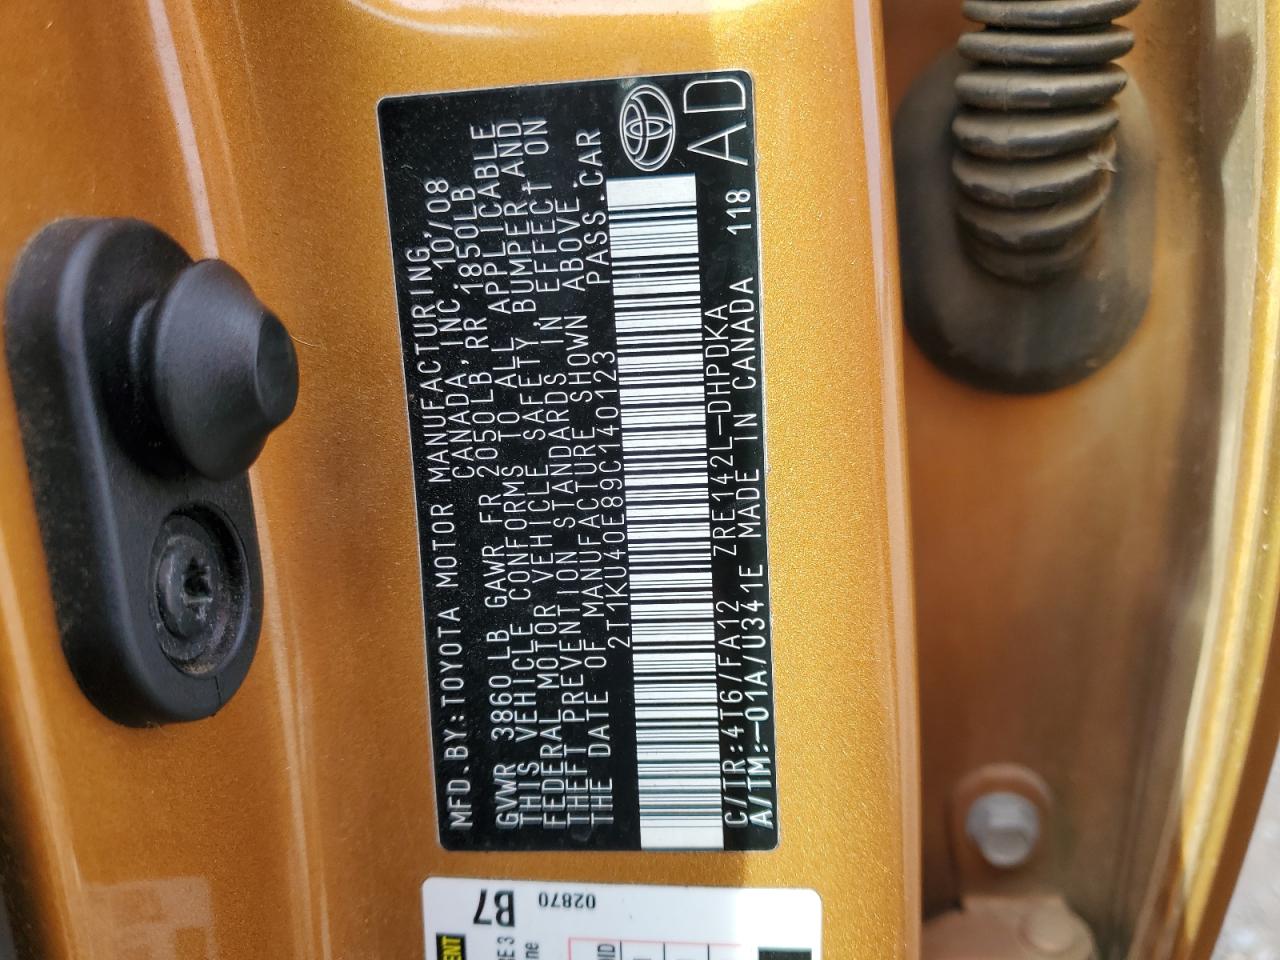 MFD.BY:TOYOTA MOTOR MANUFACTURING,
CANADA,INC. 10/08
GVWR 3860LB GAWR FR 2050LB,RR 1850LB
THIS VEHICLE CONFORMS TO ALL APPLICABLE
FEDERAL MOTOR VEHICLE SAFETY, BUMPER,AND
THEFT PREVENTION STANDARDS IN EFFECT ON
THE DATE OF MANUFACTURE SHOWN ABOVE.
2T1KU40E89C140123 PASS.CAR
AD
C/TR:4T6/FA12 ZRE142L-DHPDKA
A/TM:-01A/U341E MADE IN CANADA 118
B7
02870